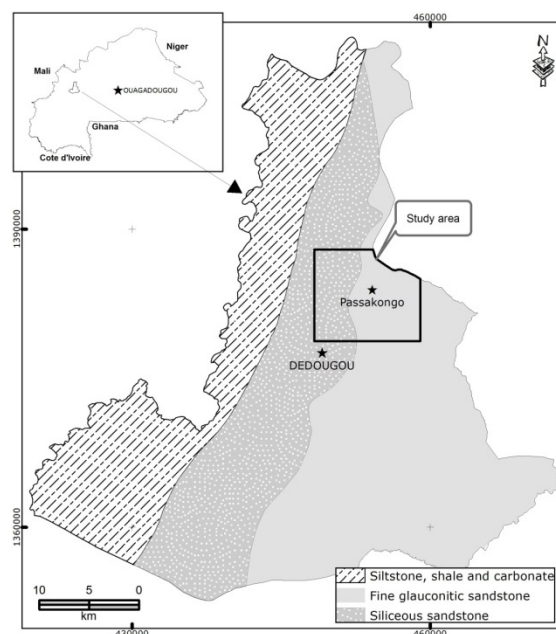 460000
N
Niger
Mali
OUAGADOUGOU
Ghana
Cote d'Ivoire
1390000
Study area
Passakongo
DEDOUGOU
1360000
10 5 0
km
Siltstone, shale and carbonate
Fine glauconitic sandstone
Siliceous sandstone
430000
460000